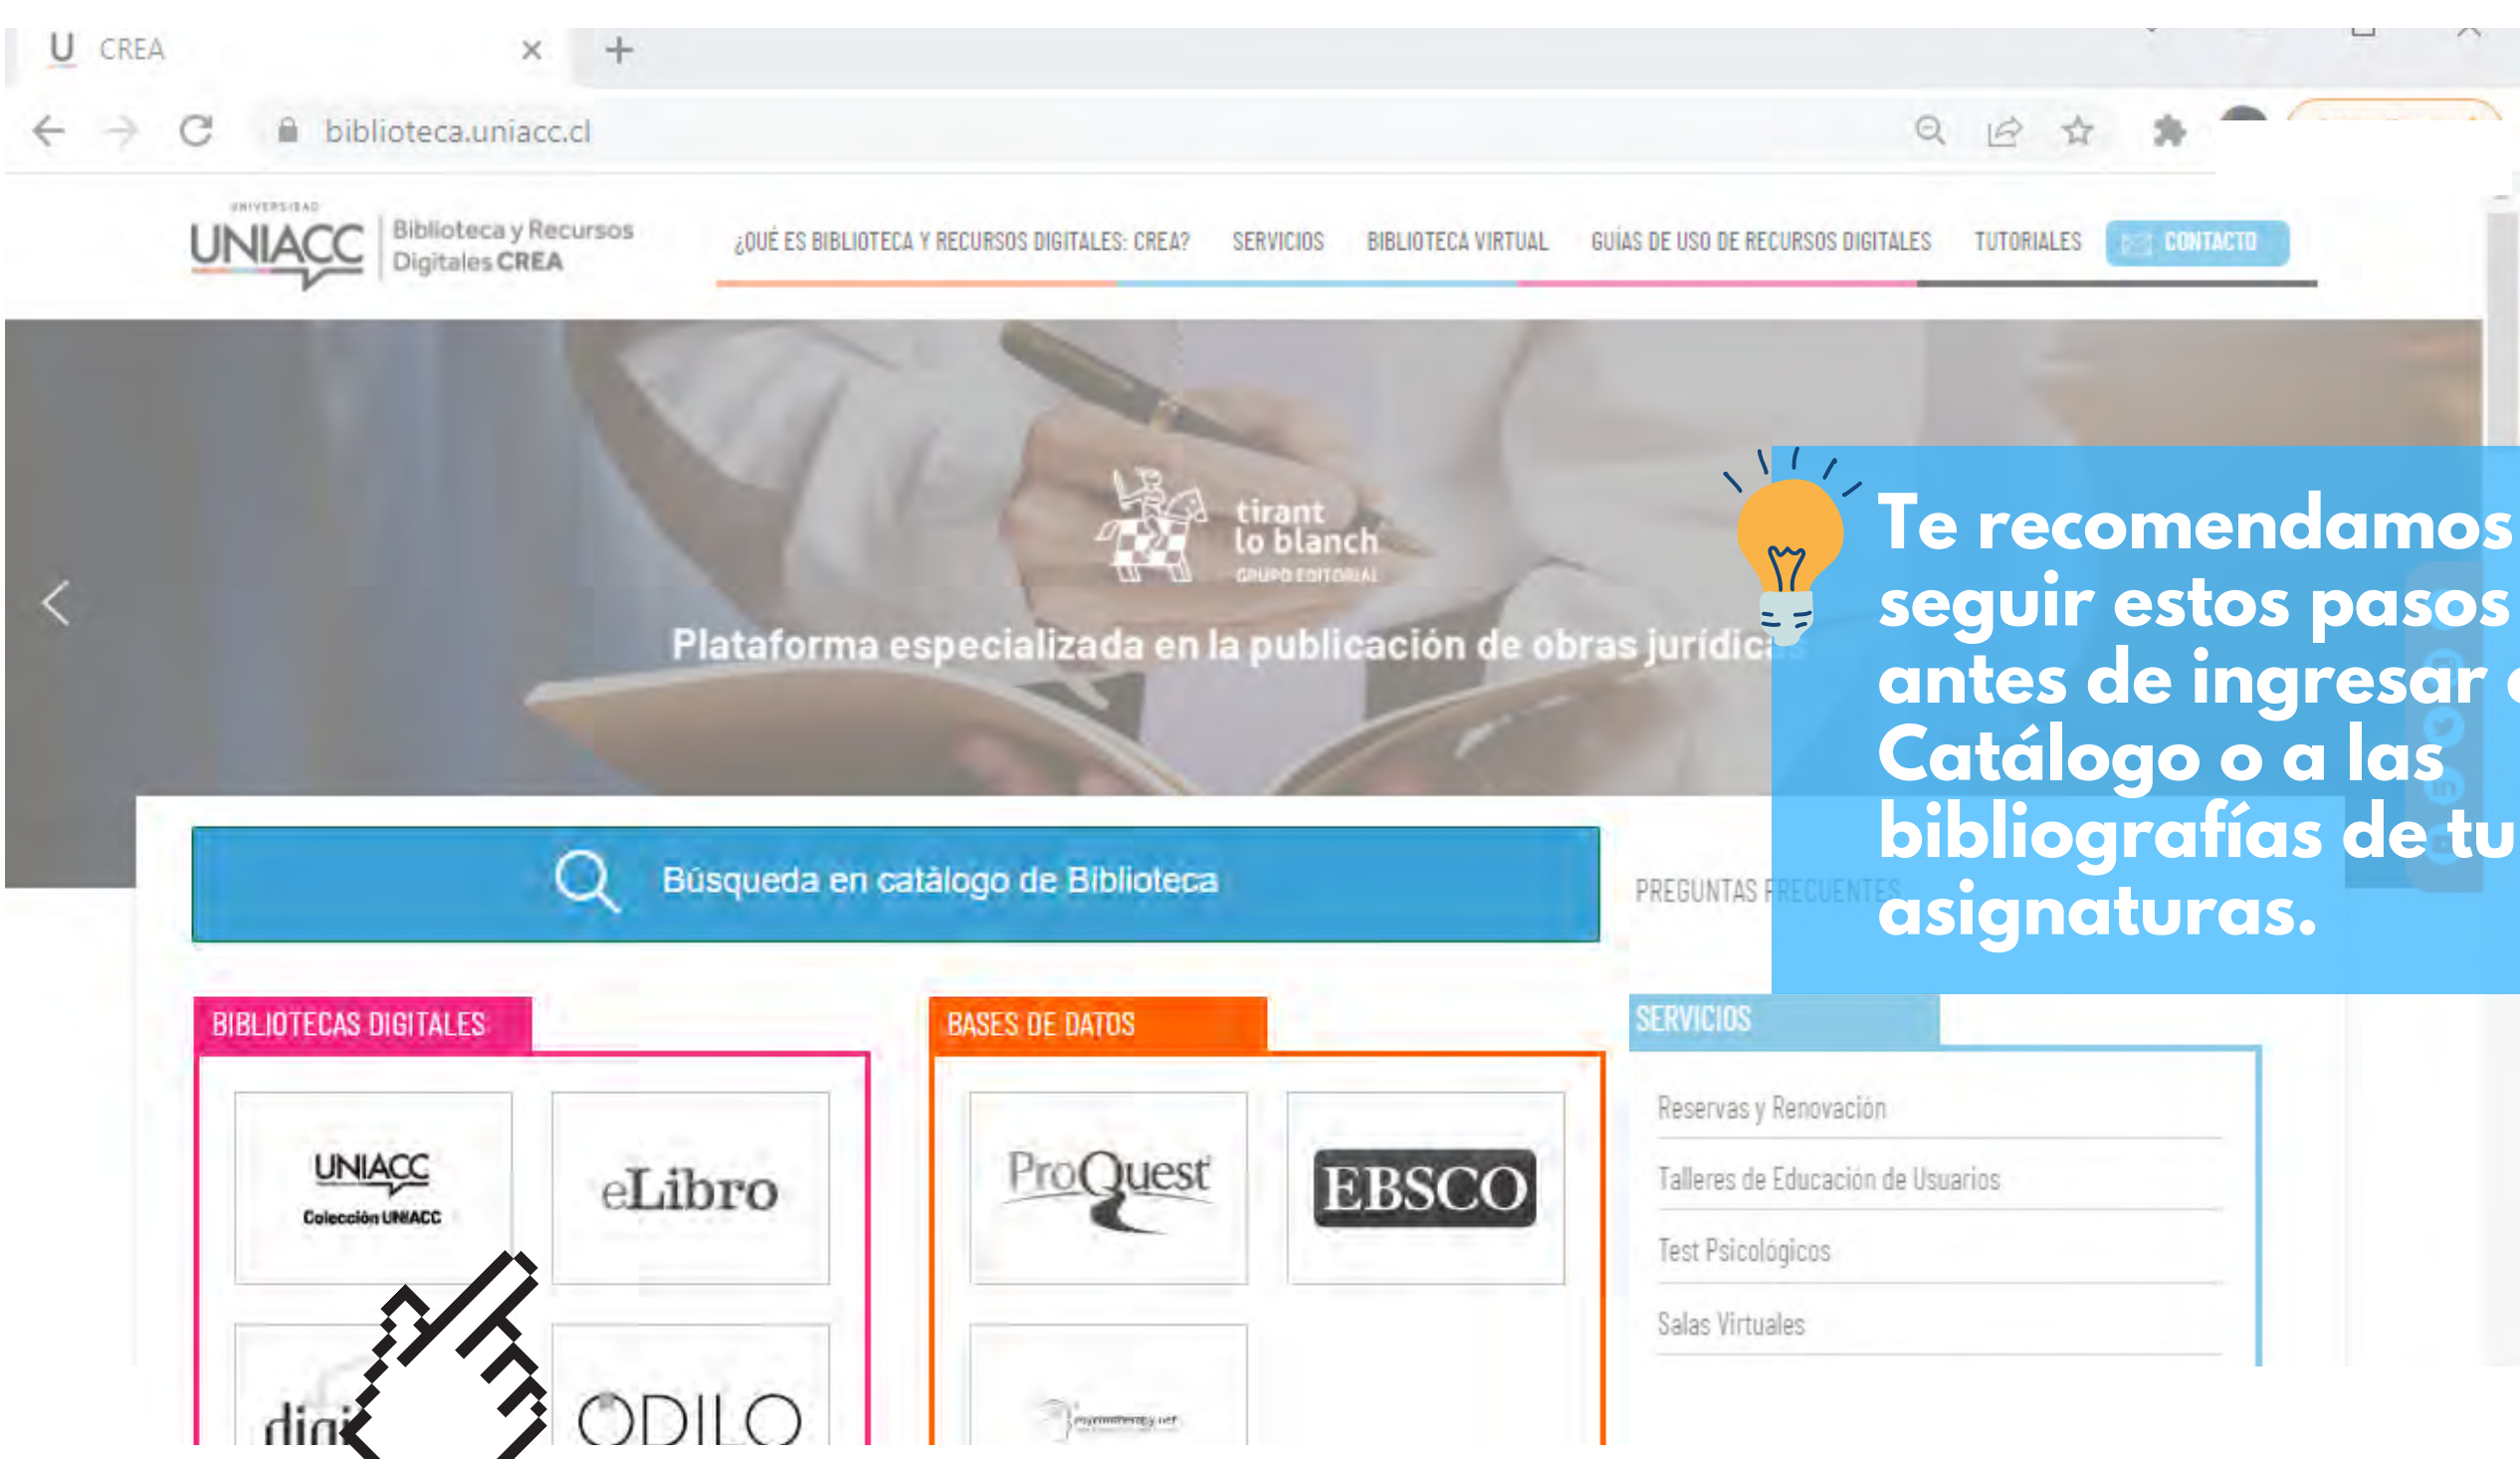 CREA
biblioteca.uniacc.cl
UNIVERSIDAD
UNIACC
Biblioteca y Recursos
Digitales CREA
¿QUÉ ES BIBLIOTECA Y RECURSOS DIGITALES: CREA?
SERVICIOS
BIBLIOTECA VIRTUAL
GUÍAS DE USO DE RECURSOS DIGITALES
TUTORIALES
CONTACTO
tirant
lo blanch
GRUPO EDITORIAL
Plataforma especializada en la publicación de obras jurídicas
Te recomendamos
seguir estos pasos
antes de ingresar
Catálogo o a las
bibliografías de tu
asignaturas.
Búsqueda en catálogo de Biblioteca
PREGUNTAS FRECUENTES
BIBLIOTECAS DIGITALES
UNIACC
Colección UNIACC
eLibro
ODILO
BASES DE DATOS
ProQuest
EBSCO
psychotherapy.net
SERVICIOS
Reservas y Renovación
Talleres de Educación de Usuarios
Test Psicológicos
Salas Virtuales